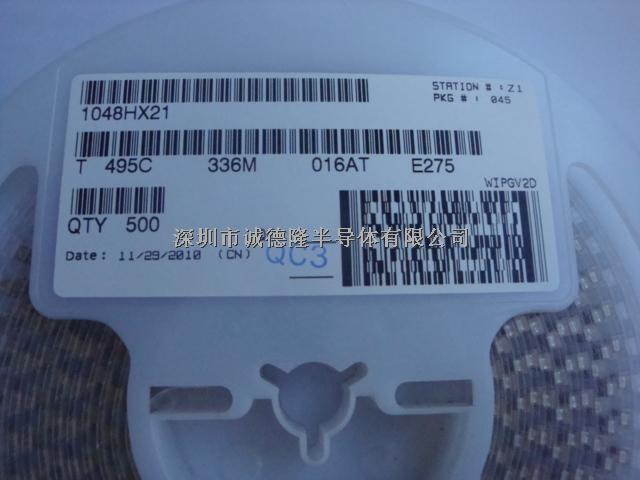 STATION # : Z1
PKG # : 045
1048HX21
T 495C 336M 016AT E275
WIPGV2D
QTY 500
深圳市诚德隆半导体有限公司
Date: 11/29/2010 (CN) QC3